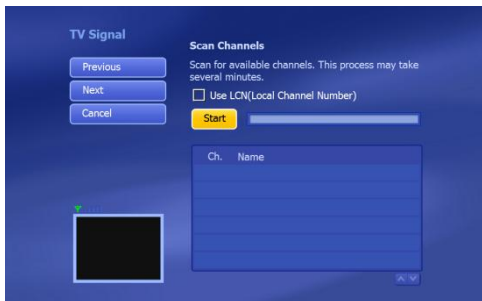 TV Signal
Previous
Next
Cancel
Scan Channels
Scan for available channels. This process may take
several minutes.
Use LCN(Local Channel Number)
Start
Ch. Name